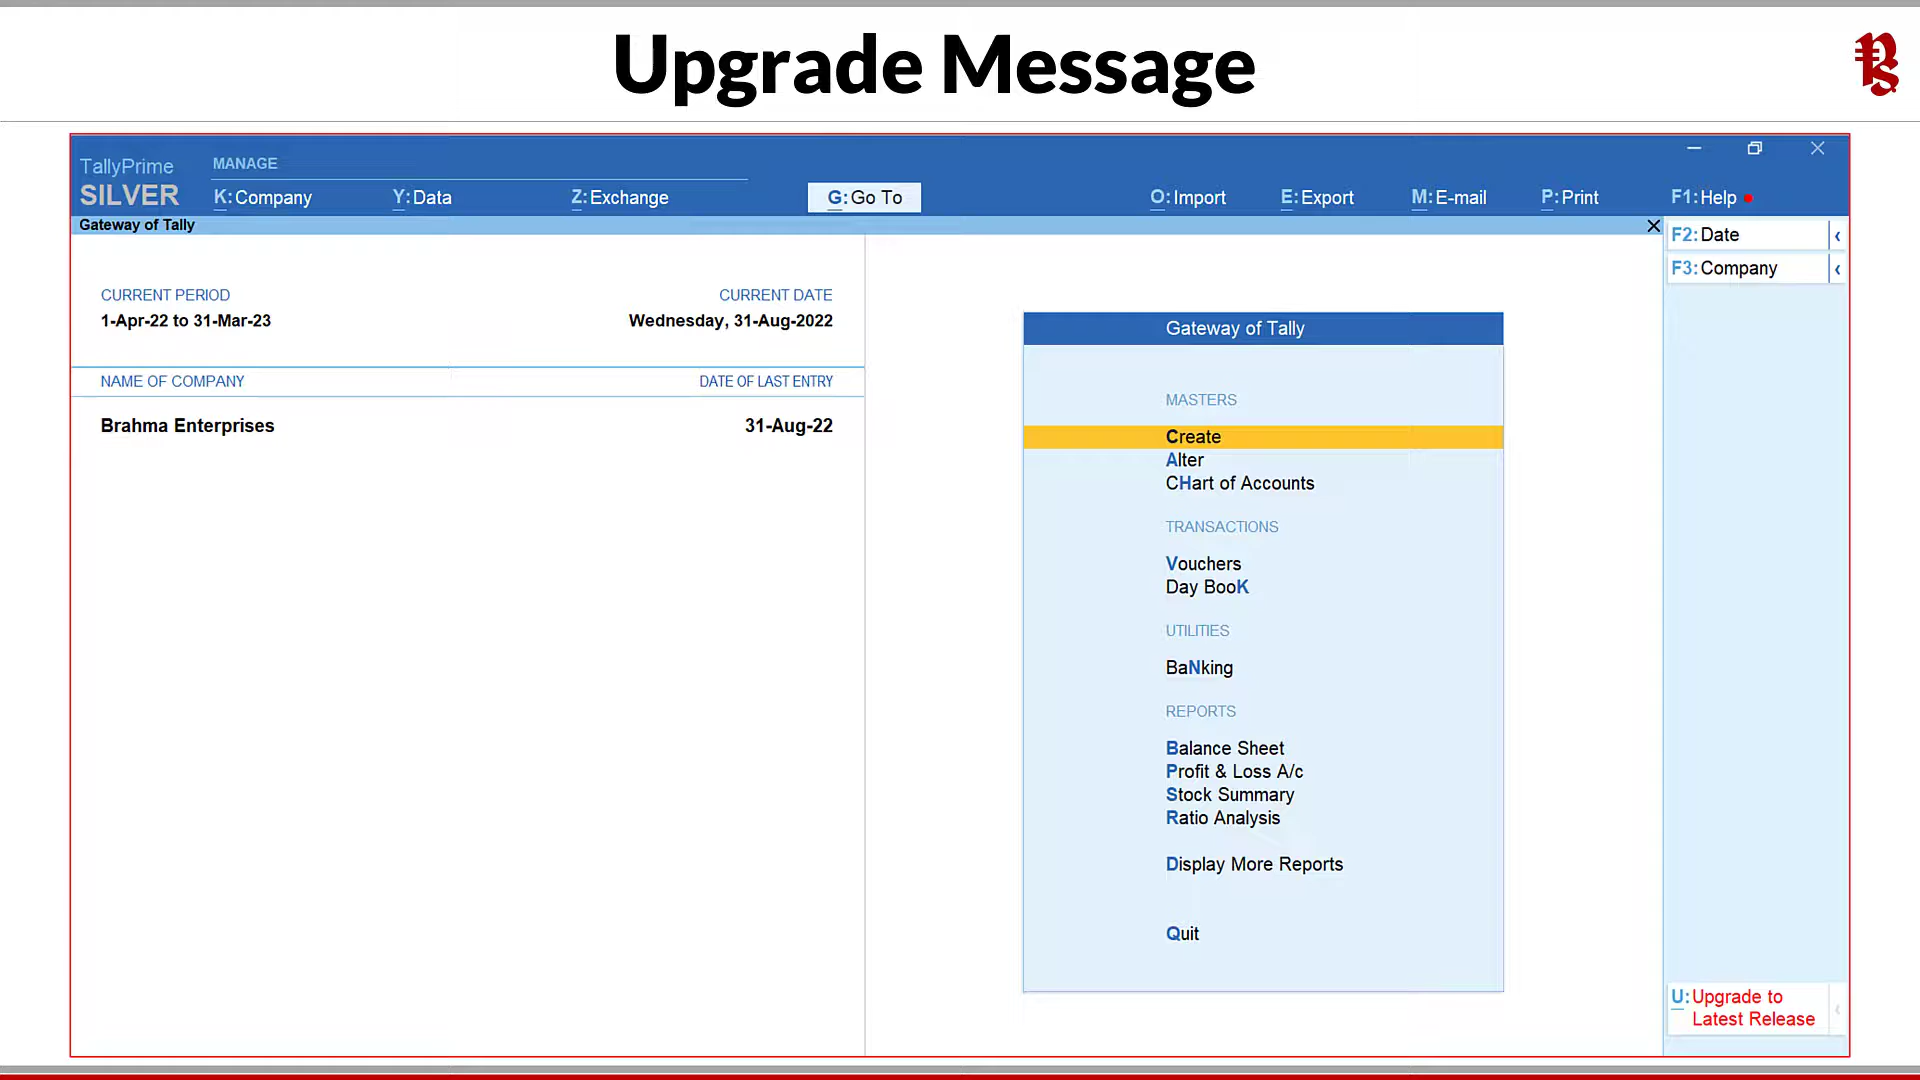 Upgrade Message
TallyPrime
SILVER
MANAGE
K:Company Y:Data Z:Exchange G:Go To O:Import E:Export M:E-mail P:Print F1:Help
Gateway of Tally
F2:Date
F3:Company
CURRENT PERIOD CURRENT DATE
1-Apr-22 to 31-Mar-23 Wednesday, 31-Aug-2022
NAME OF COMPANY DATE OF LAST ENTRY
Brahma Enterprises 31-Aug-22
Gateway of Tally
MASTERS
Create
Alter
CHart of Accounts
TRANSACTIONS
Vouchers
Day BooK
UTILITIES
BaNking
REPORTS
Balance Sheet
Profit & Loss A/c
Stock Summary
Ratio Analysis
Display More Reports
Quit
U:Upgrade to
Latest Release